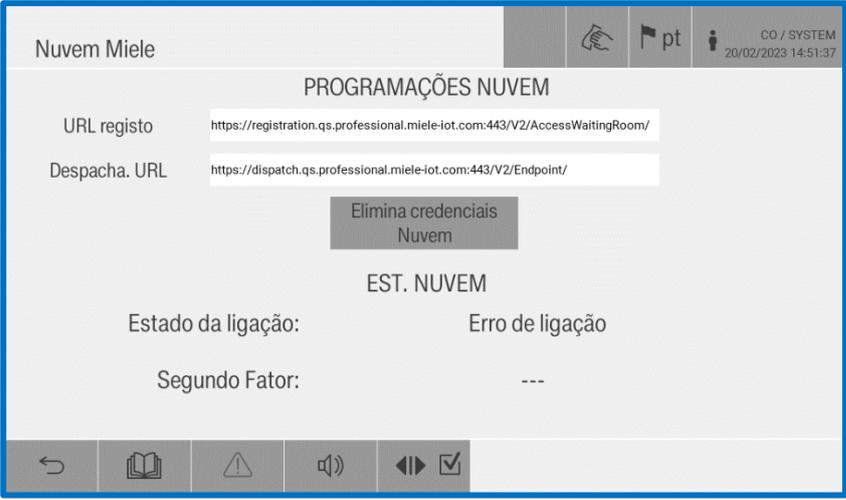 Nuvem Miele
pt
CO / SYSTEM
20/02/2023 14:51:37
PROGRAMAÇÕES NUVEM
URL registo
https://registration.qs.professional.miele-iot.com:443/V2/AccessWaitingRoom/
Despacha. URL
https://dispatch.qs.professional.miele-iot.com:443/V2/Endpoint/
Elimina credenciais
Nuvem
EST. NUVEM
Estado da ligação: Erro de ligação
Segundo Fator: ---